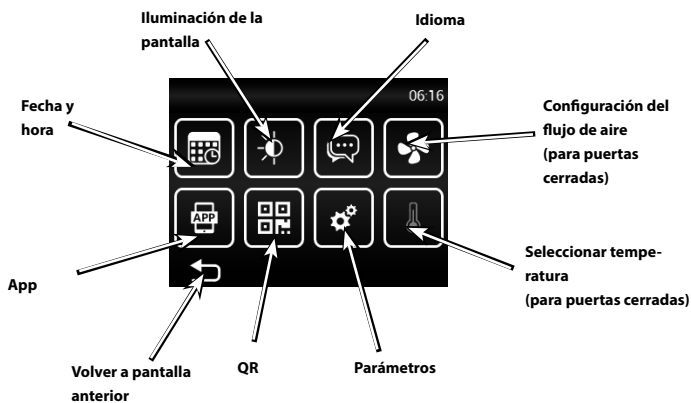 Iluminación de la
pantalla
Idioma
Fecha y
hora
06:16
Configuración del
flujo de aire
(para puertas
cerradas)
APP
App
Seleccionar tempe-
ratura
(para puertas cerradas)
Volver a pantalla
anterior
QR
Parámetros